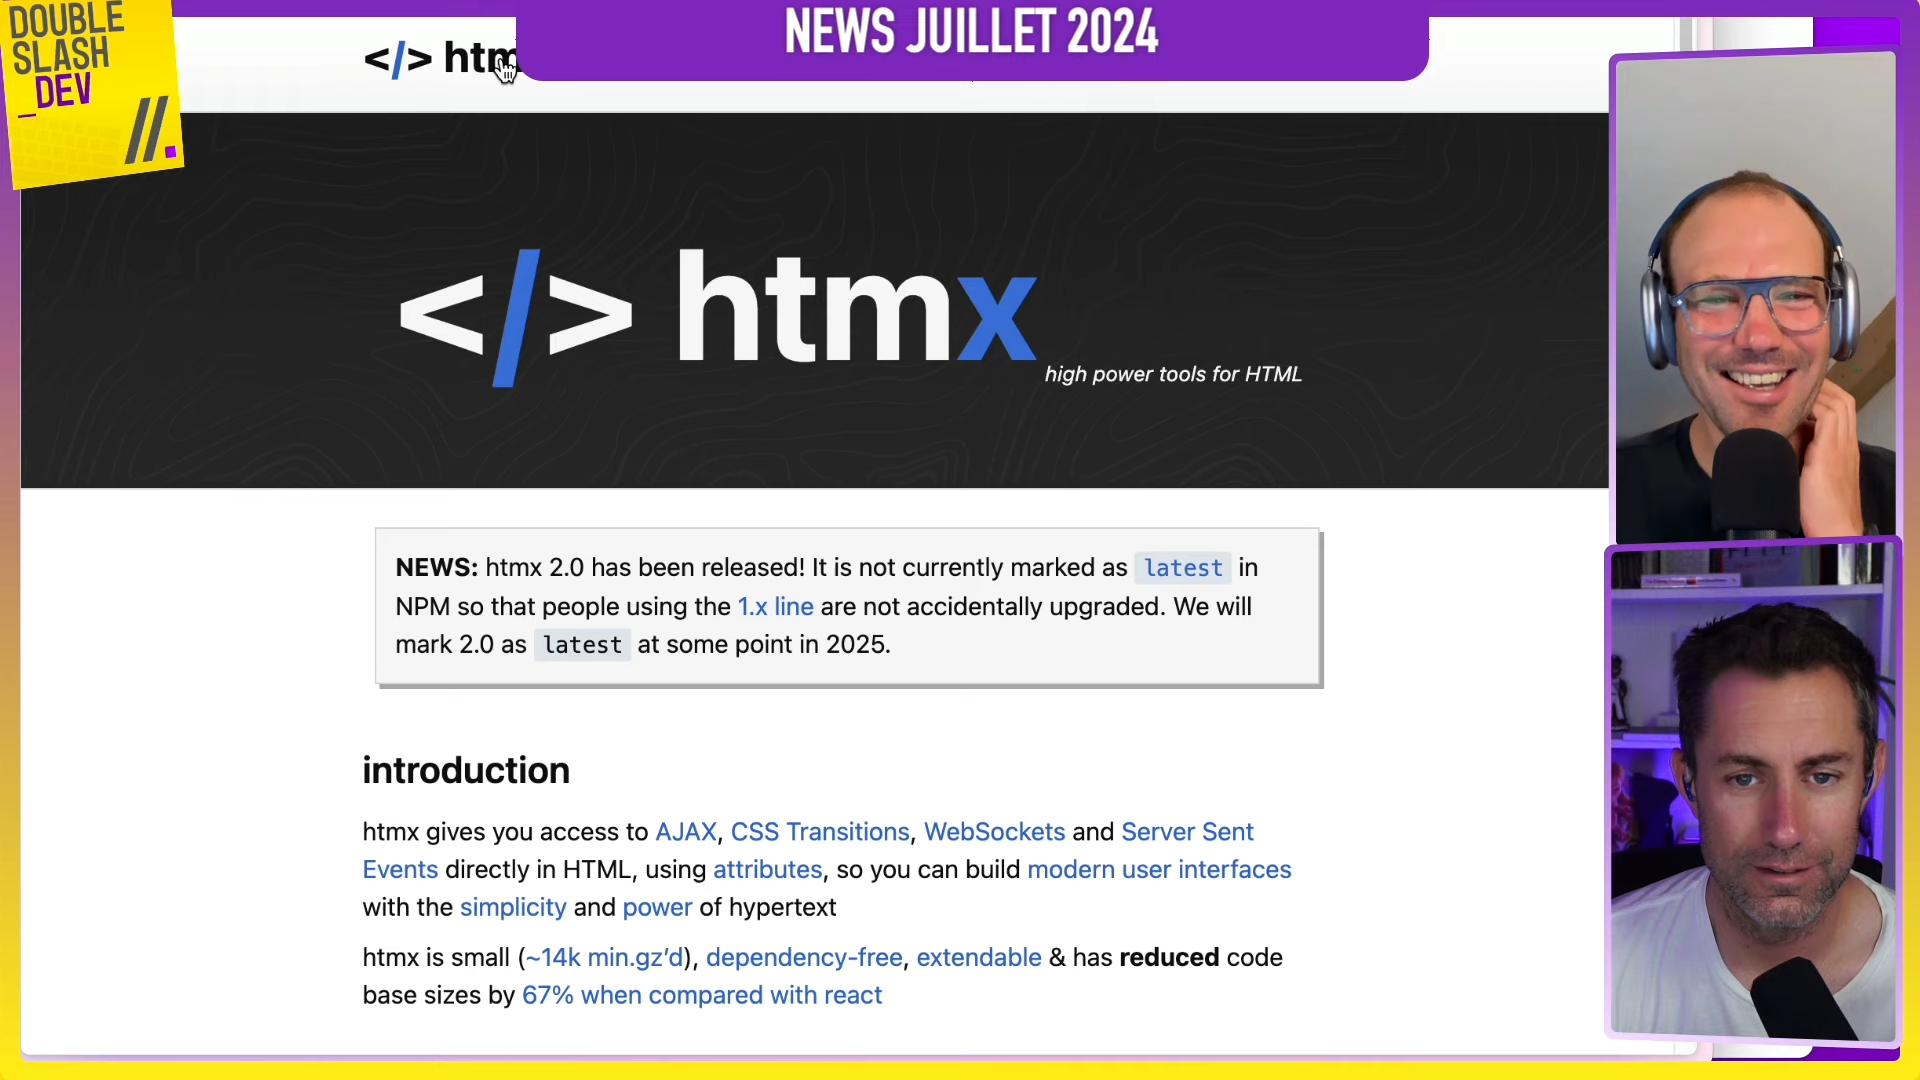 DOUBLE
SLASH
_DEV
//.
NEWS JUILLET 2024
</> htm
</> htmx
high power tools for HTML
NEWS: htmx 2.0 has been released! It is not currently marked as latest in
NPM so that people using the 1.x line are not accidentally upgraded. We will
mark 2.0 as latest at some point in 2025.
introduction
htmx gives you access to AJAX, CSS Transitions, WebSockets and Server Sent
Events directly in HTML, using attributes, so you can build modern user interfaces
with the simplicity and power of hypertext
htmx is small (~14k min.gz’d), dependency-free, extendable & has reduced code
base sizes by 67% when compared with react